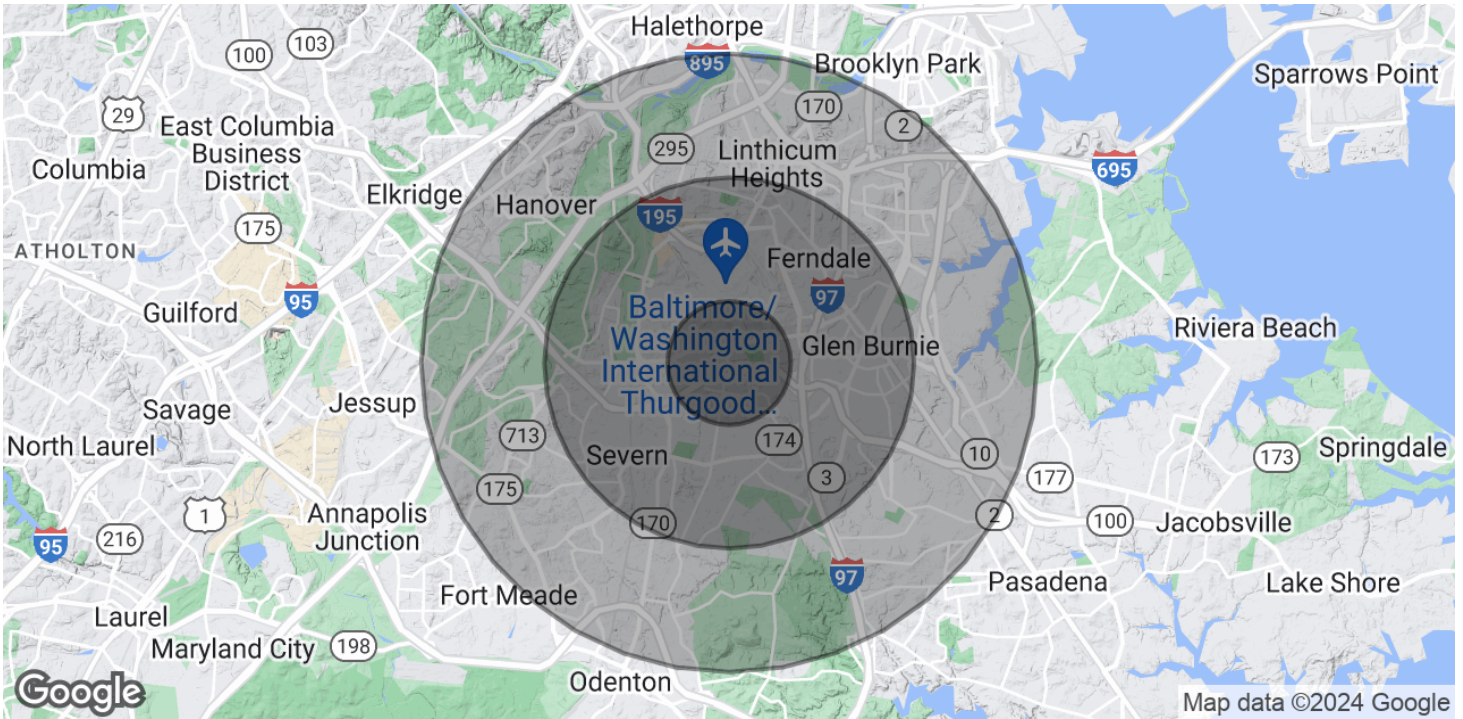 Halethorpe
103
100
895
Brooklyn Park
Sparrows Point
29
170
2
East Columbia
Business
District
295
Linthicum
Heights
Columbia
695
Elkridge
Hanover
195
175
ATHOLTON
Ferndale
95
97
Guilford
Baltimore/
Washington
International
Thurgood...
Riviera Beach
Glen Burnie
Savage
Jessup
713
174
North Laurel
Severn
10
173
Springdale
175
3
177
1
Annapolis
Junction
170
2
100
Jacobsville
95
216
97
Fort Meade
Pasadena
Lake Shore
Laurel
Maryland City
198
Odenton
Google
Map data ©2024 Google